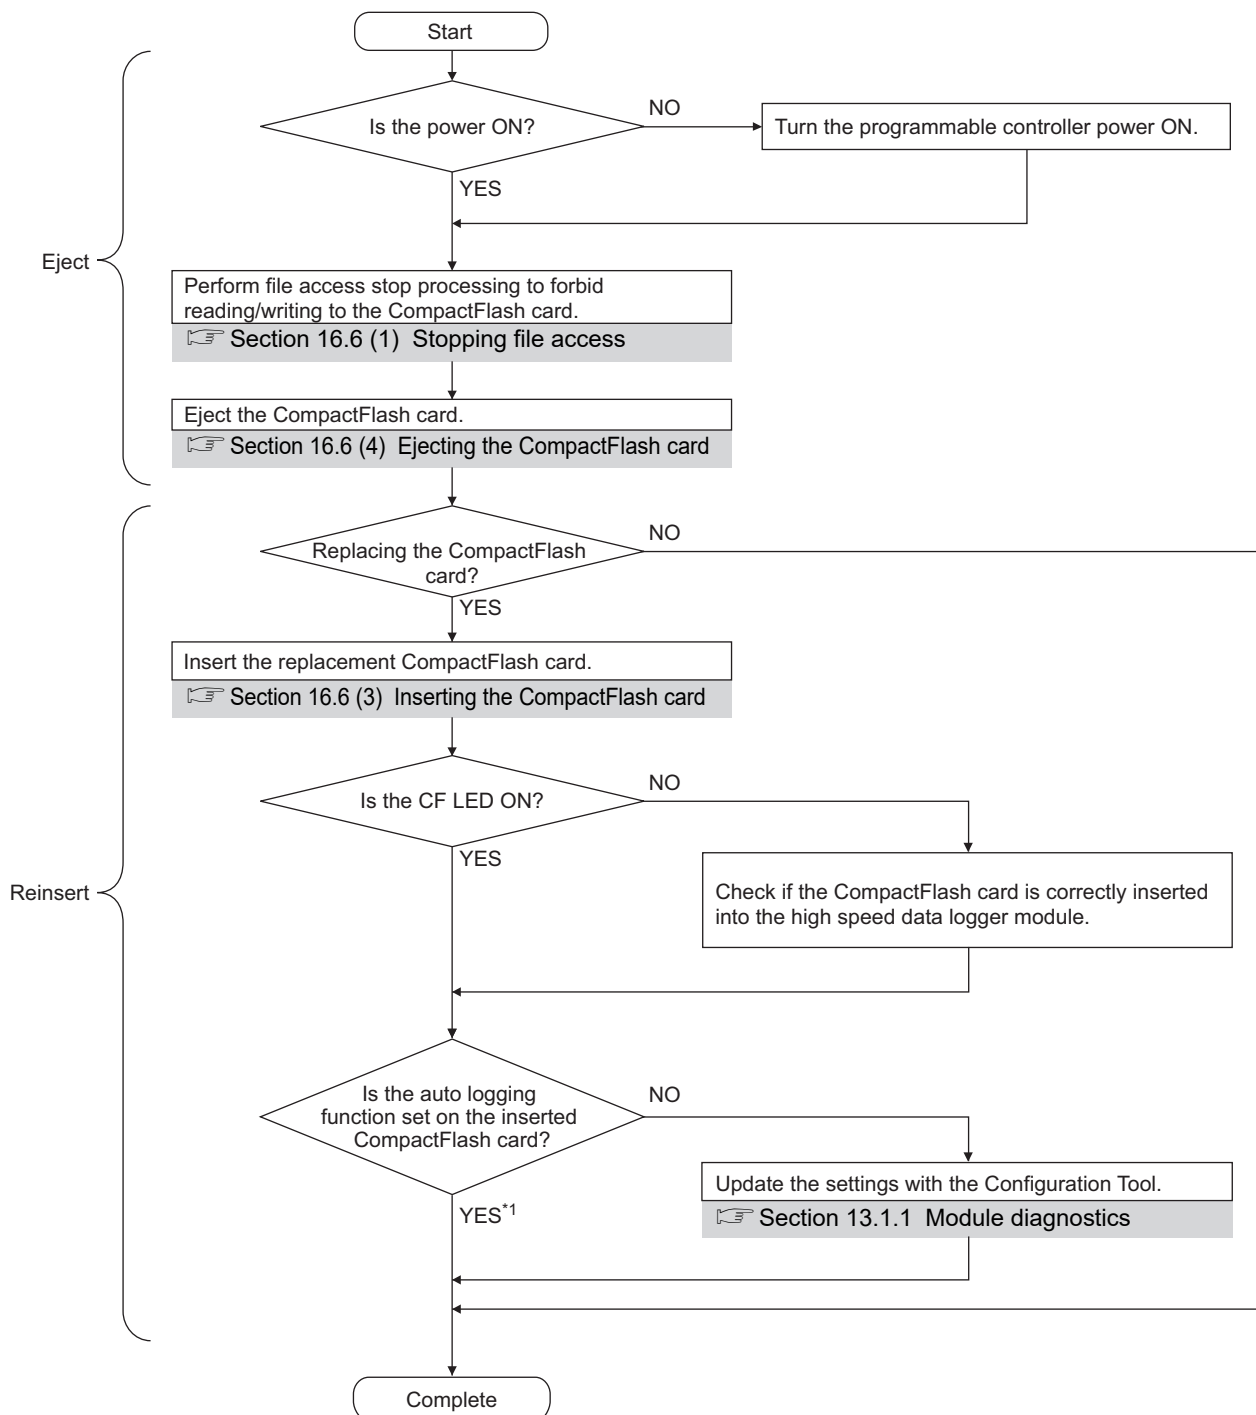 Start
Is the power ON?
NO
Turn the programmable controller power ON.
YES
Eject
Perform file access stop processing to forbid
reading/writing to the CompactFlash card.
☞ Section 16.6 (1) Stopping file access
Eject the CompactFlash card.
☞ Section 16.6 (4) Ejecting the CompactFlash card
Replacing the CompactFlash
card?
NO
YES
Insert the replacement CompactFlash card.
☞ Section 16.6 (3) Inserting the CompactFlash card
Is the CF LED ON?
NO
YES
Reinsert
Check if the CompactFlash card is correctly inserted
into the high speed data logger module.
Is the auto logging
function set on the inserted
CompactFlash card?
NO
Update the settings with the Configuration Tool.
☞ Section 13.1.1 Module diagnostics
YES*1
Complete